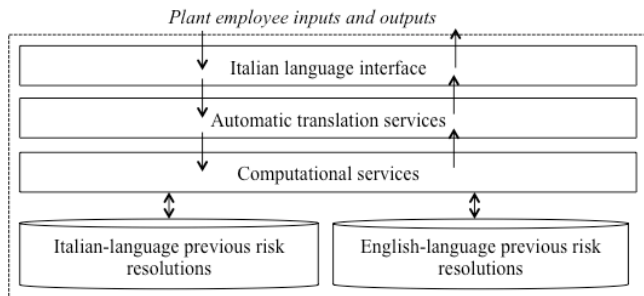 Plant employee inputs and outputs
Italian language interface
Automatic translation services
Computational services
Italian-language previous risk
resolutions
English-language previous risk
resolutions